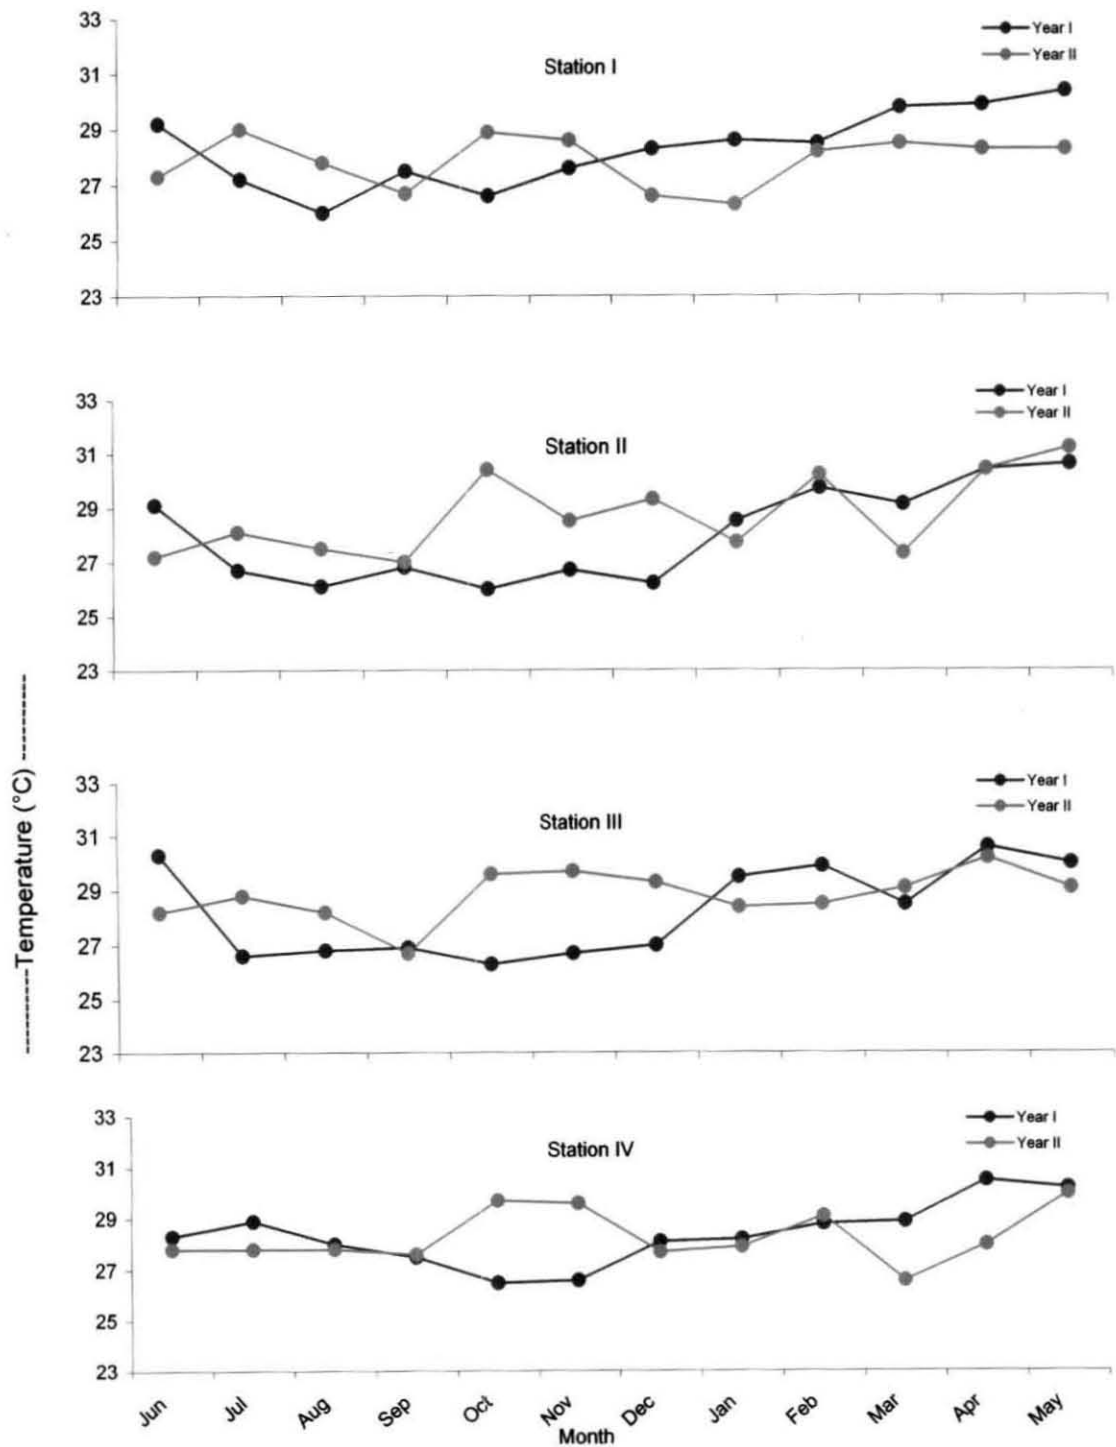 33
31
29
27
25
23
Station I
Year I
Year II
33
31
29
27
25
23
Station II
Year I
Year II
--------Temperature (°C) ----------
33
31
29
27
25
23
Station III
Year I
Year II
33
31
29
27
25
23
Station IV
Year I
Year II
Jun Jul Aug Sep Oct Nov Dec Jan Feb Mar Apr May
Month